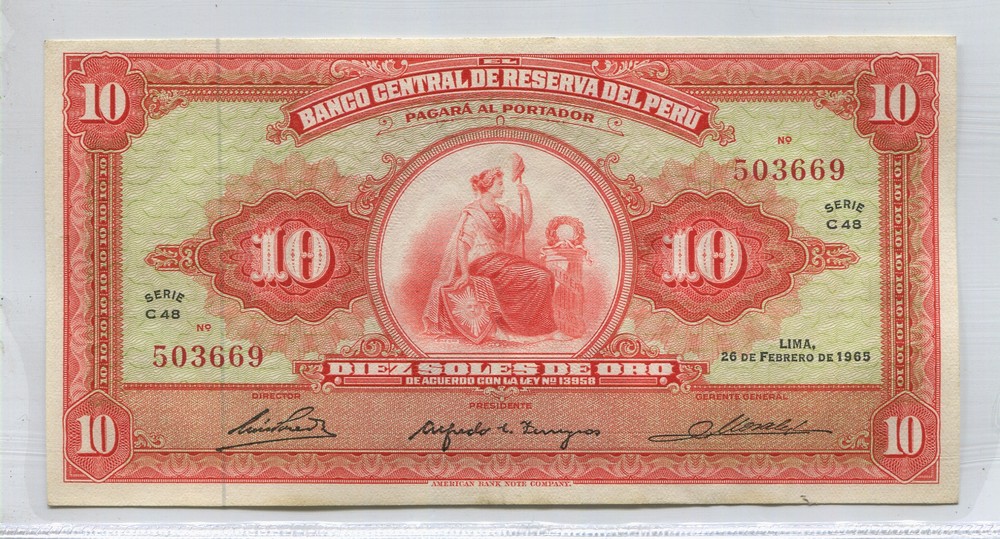 EL
BANCO CENTRAL DE RESERVA DEL PERÚ
PAGARÁ AL PORTADOR
10
10
Nº
503669
SERIE
C 48
10
10
SERIE
C 48
Nº
503669
LIMA,
26 DE FEBRERO DE 1965
DIEZ SOLES DE ORO
DE ACUERDO CON LA LEY Nº 13958
DIRECTOR
PRESIDENTE
GERENTE GENERAL
10
10
AMERICAN BANK NOTE COMPANY.